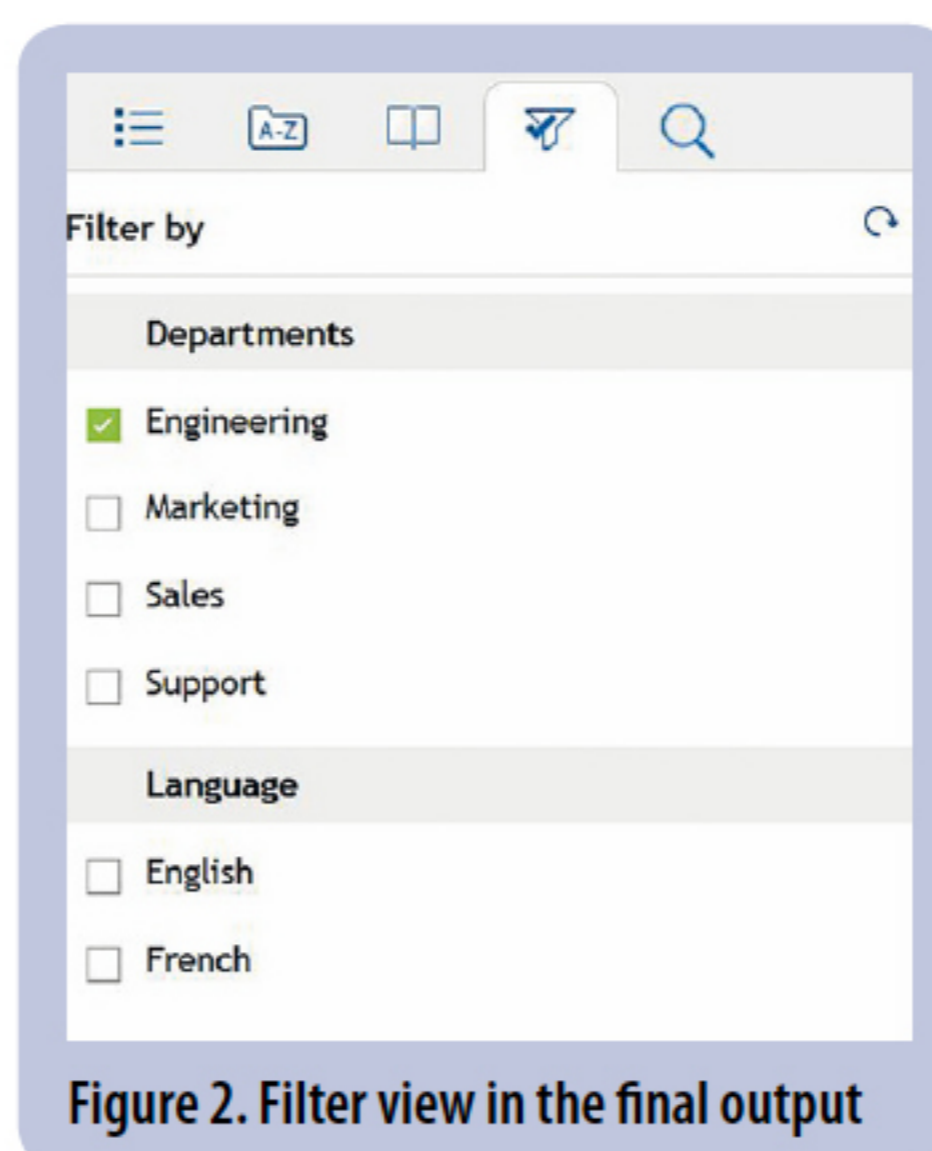 A-Z
Filter by
Departments
Engineering
Marketing
Sales
Support
Language
English
French
Figure 2. Filter view in the final output